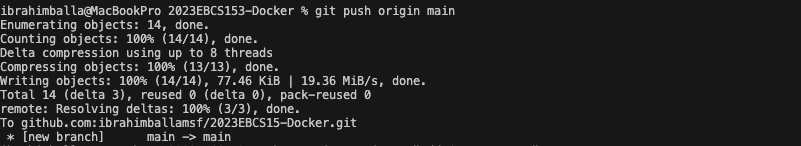 ibrahimballa@MacBookPro 2023EBCS153-Docker % git push origin main
Enumerating objects: 14, done.
Counting objects: 100% (14/14), done.
Delta compression using up to 8 threads
Compressing objects: 100% (13/13), done.
Writing objects: 100% (14/14), 77.46 KiB | 19.36 MiB/s, done.
Total 14 (delta 3), reused 0 (delta 0), pack-reused 0
remote: Resolving deltas: 100% (3/3), done.
To github.com:ibrahimballamsf/2023EBCS15-Docker.git
 * [new branch]      main -> main